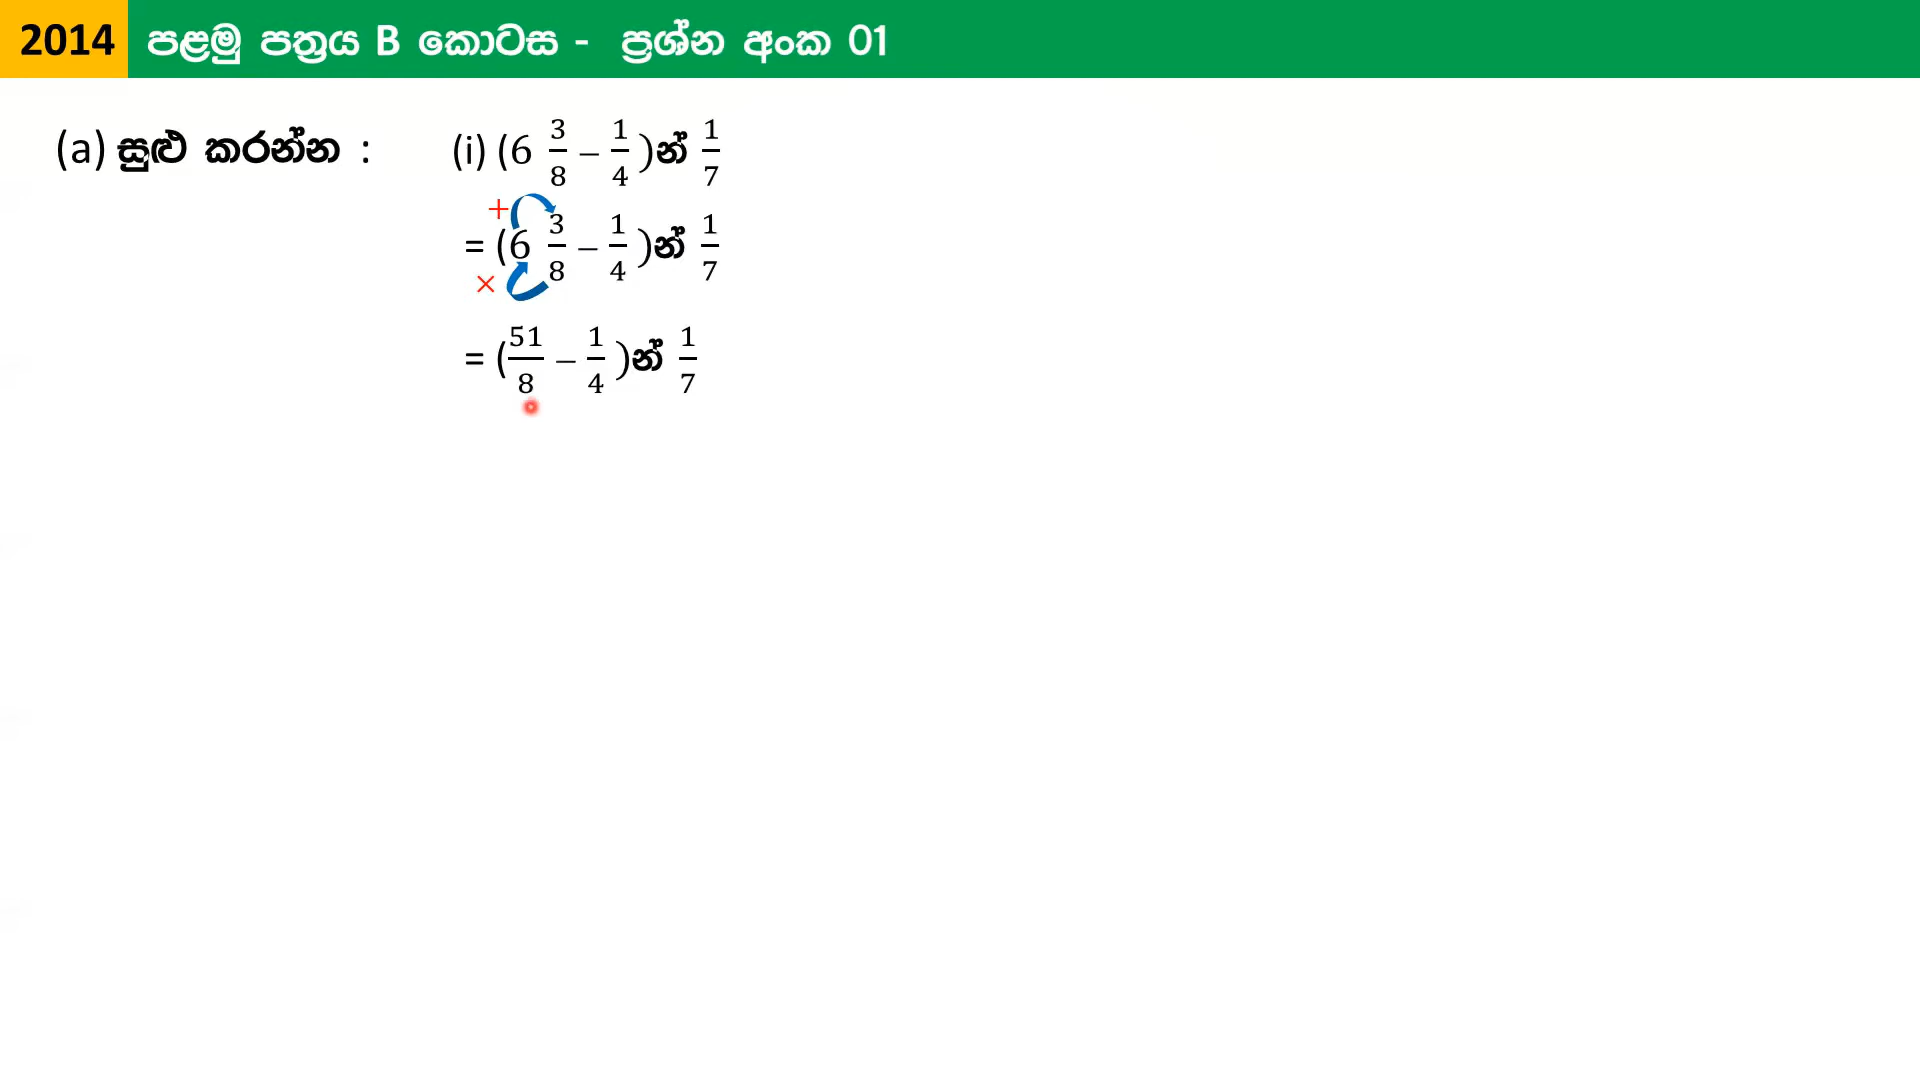 2014 පළමු පත්‍රය B කොටස - ප්‍රශ්න අංක 01
(a) සුළු කරන්න : (i) (6 3/8 – 1/4 )න් 1/7
+
= (6 3/8 – 1/4 )න් 1/7
×
= (51/8 – 1/4 )න් 1/7